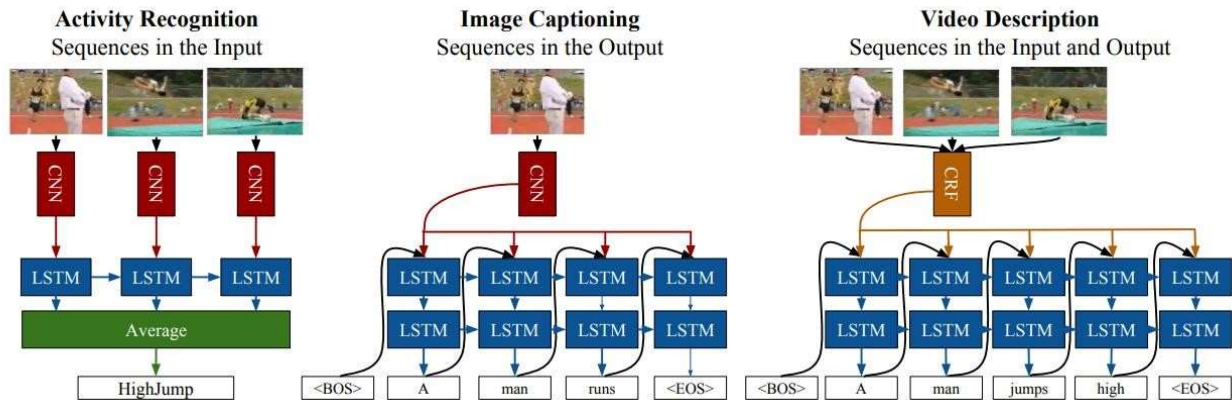 Activity Recognition
Sequences in the Input
CNN
CNN
CNN
LSTM
LSTM
LSTM
Average
HighJump
Image Captioning
Sequences in the Output
CNN
LSTM
LSTM
LSTM
LSTM
LSTM
LSTM
LSTM
LSTM
<BOS>
A
man
runs
<EOS>
Video Description
Sequences in the Input and Output
CRF
LSTM
LSTM
LSTM
LSTM
LSTM
LSTM
LSTM
LSTM
LSTM
LSTM
<BOS>
A
man
jumps
high
<EOS>